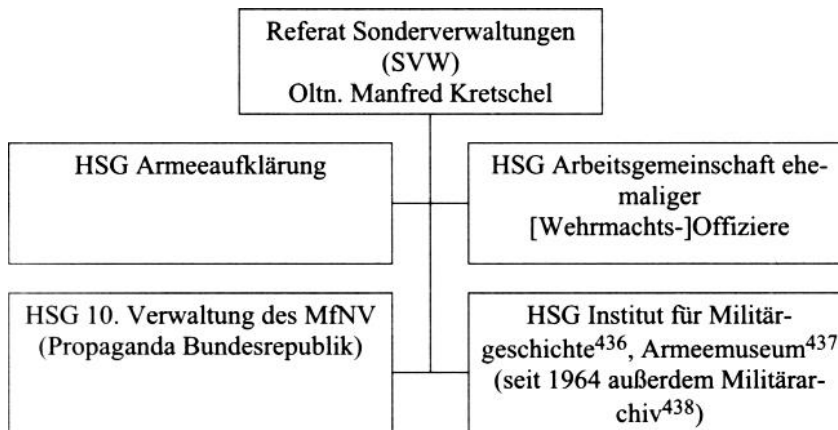 Referat Sonderverwaltungen
(SVW)
Oltn. Manfred Kretschel
HSG Armeeaufklärung
HSG Arbeitsgemeinschaft ehe-
maliger
[Wehrmachts-]Offiziere
HSG 10. Verwaltung des MfNV
(Propaganda Bundesrepublik)
HSG Institut für Militär-
geschichte436, Armeemuseum437
(seit 1964 außerdem Militärar-
chiv438)